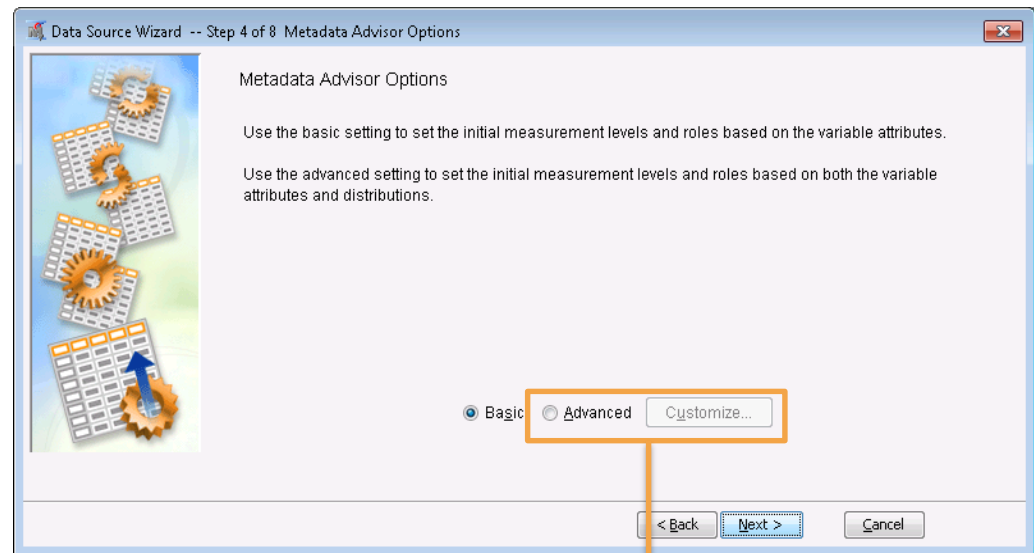 Data Source Wizard -- Step 4 of 8 Metadata Advisor Options
Metadata Advisor Options
Use the basic setting to set the initial measurement levels and roles based on the variable attributes.
Use the advanced setting to set the initial measurement levels and roles based on both the variable
attributes and distributions.
Basic Advanced Customize...
< Back Next > Cancel